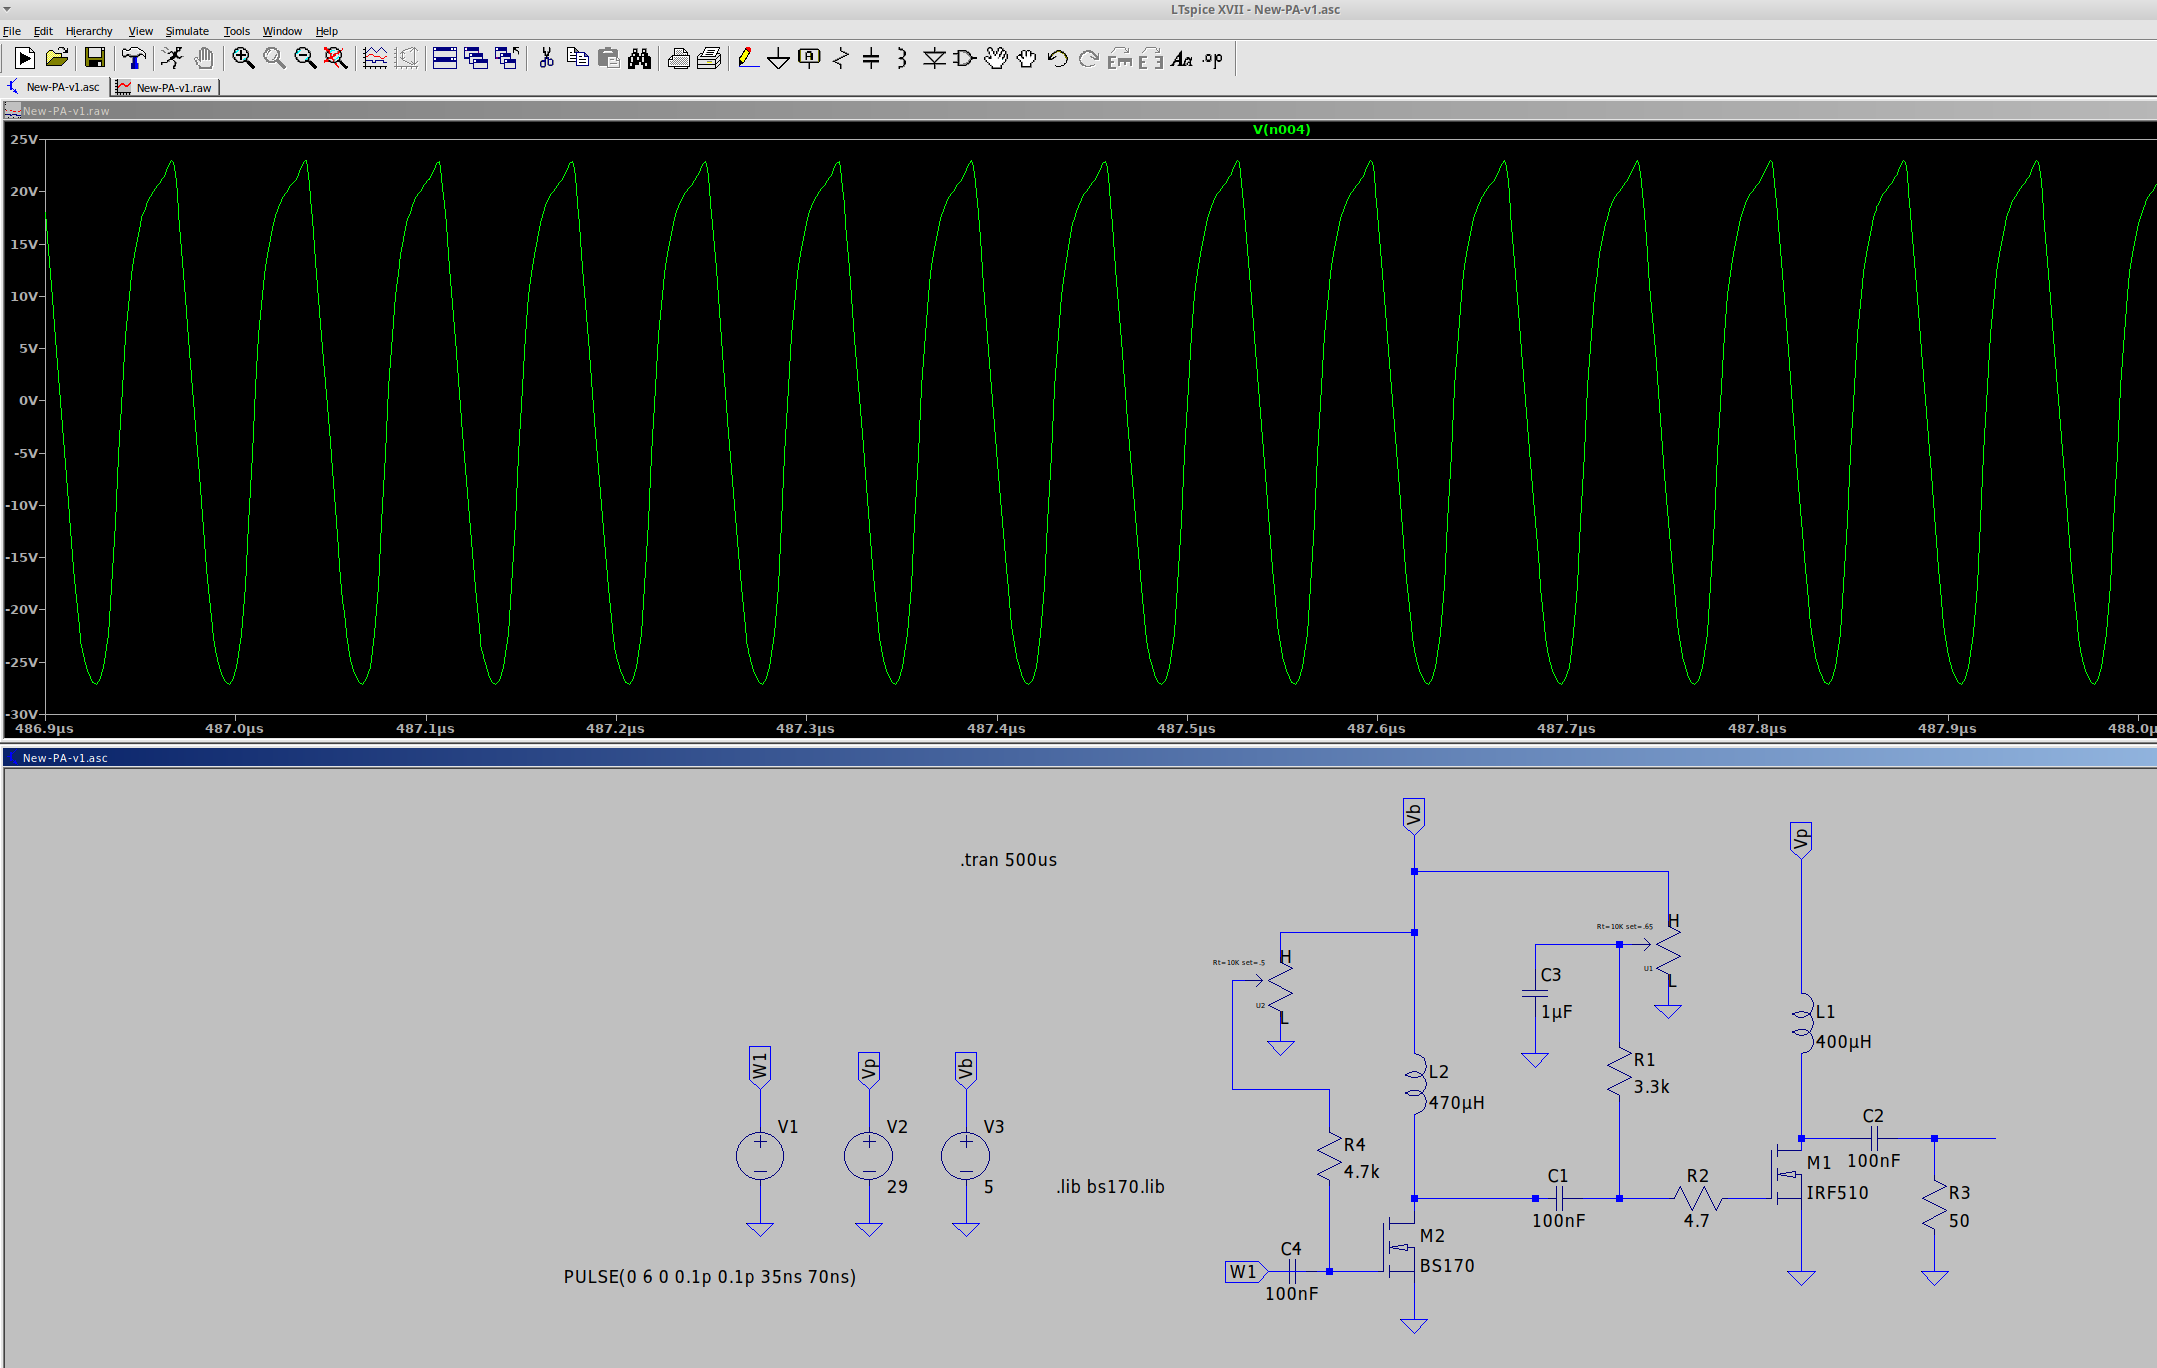 LTspice XVII - New-PA-v1.asc
File Edit Hierarchy View Simulate Tools Window Help
A
Aa .op
New-PA-v1.asc New-PA-v1.raw
New-PA-v1.raw
V(n004)
25V
20V
15V
10V
5V
0V
-5V
-10V
-15V
-20V
-25V
-30V
486.9µs 487.0µs 487.1µs 487.2µs 487.3µs 487.4µs 487.5µs 487.6µs 487.7µs 487.8µs 487.9µs 488.0µ
New-PA-v1.asc
Vb
Vp
.tran 500us
H
Rt=10K set=.65
H
Rt=10K set=.5
U1
C3
L
U2
1µF
L1
L
400µH
W1
Vp
Vb
R1
L2
3.3k
470µH
C2
V1
V2
V3
R4
M1
100nF
4.7k
C1
R2
29
5
.lib bs170.lib
IRF510
R3
100nF
4.7
50
M2
C4
BS170
W1
PULSE(0 6 0 0.1p 0.1p 35ns 70ns)
100nF